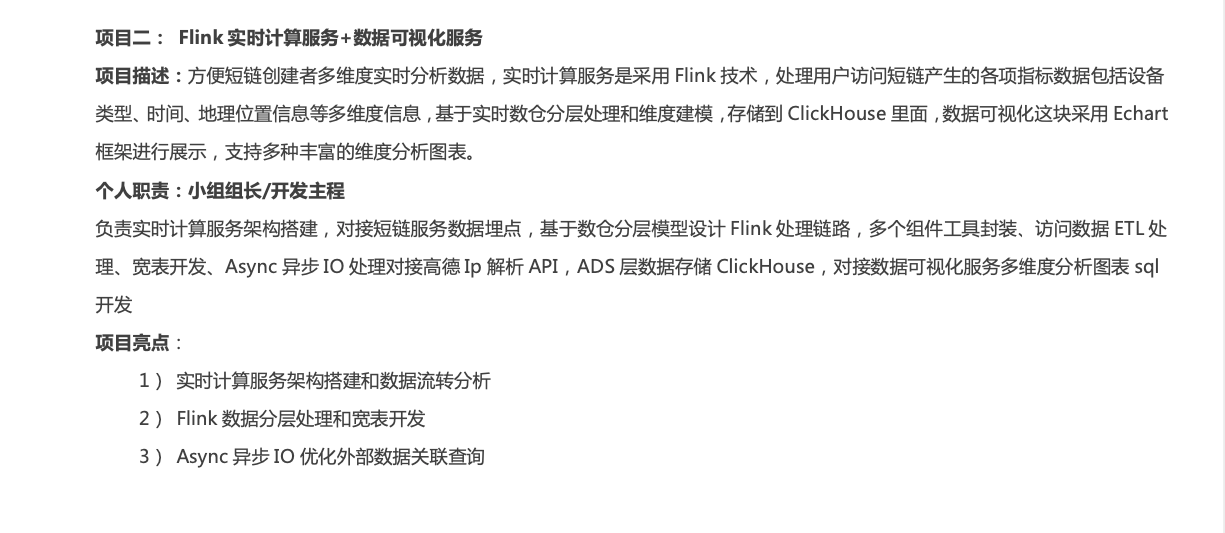 项目二： Flink 实时计算服务+数据可视化服务
项目描述：方便短链创建者多维度实时分析数据，实时计算服务是采用 Flink 技术，处理用户访问短链产生的各项指标数据包括设备
类型、时间、地理位置信息等多维度信息，基于实时数仓分层处理和维度建模，存储到 ClickHouse 里面，数据可视化这块采用 Echart
框架进行展示，支持多种丰富的维度分析图表。
个人职责：小组组长/开发主程
负责实时计算服务架构搭建，对接短链服务数据埋点，基于数仓分层模型设计 Flink 处理链路，多个组件工具封装、访问数据 ETL 处
理、宽表开发、Async 异步 IO 处理对接高德 Ip 解析 API，ADS 层数据存储 ClickHouse，对接数据可视化服务多维度分析图表 sql
开发
项目亮点：
1） 实时计算服务架构搭建和数据流转分析
2） Flink 数据分层处理和宽表开发
3） Async 异步 IO 优化外部数据关联查询